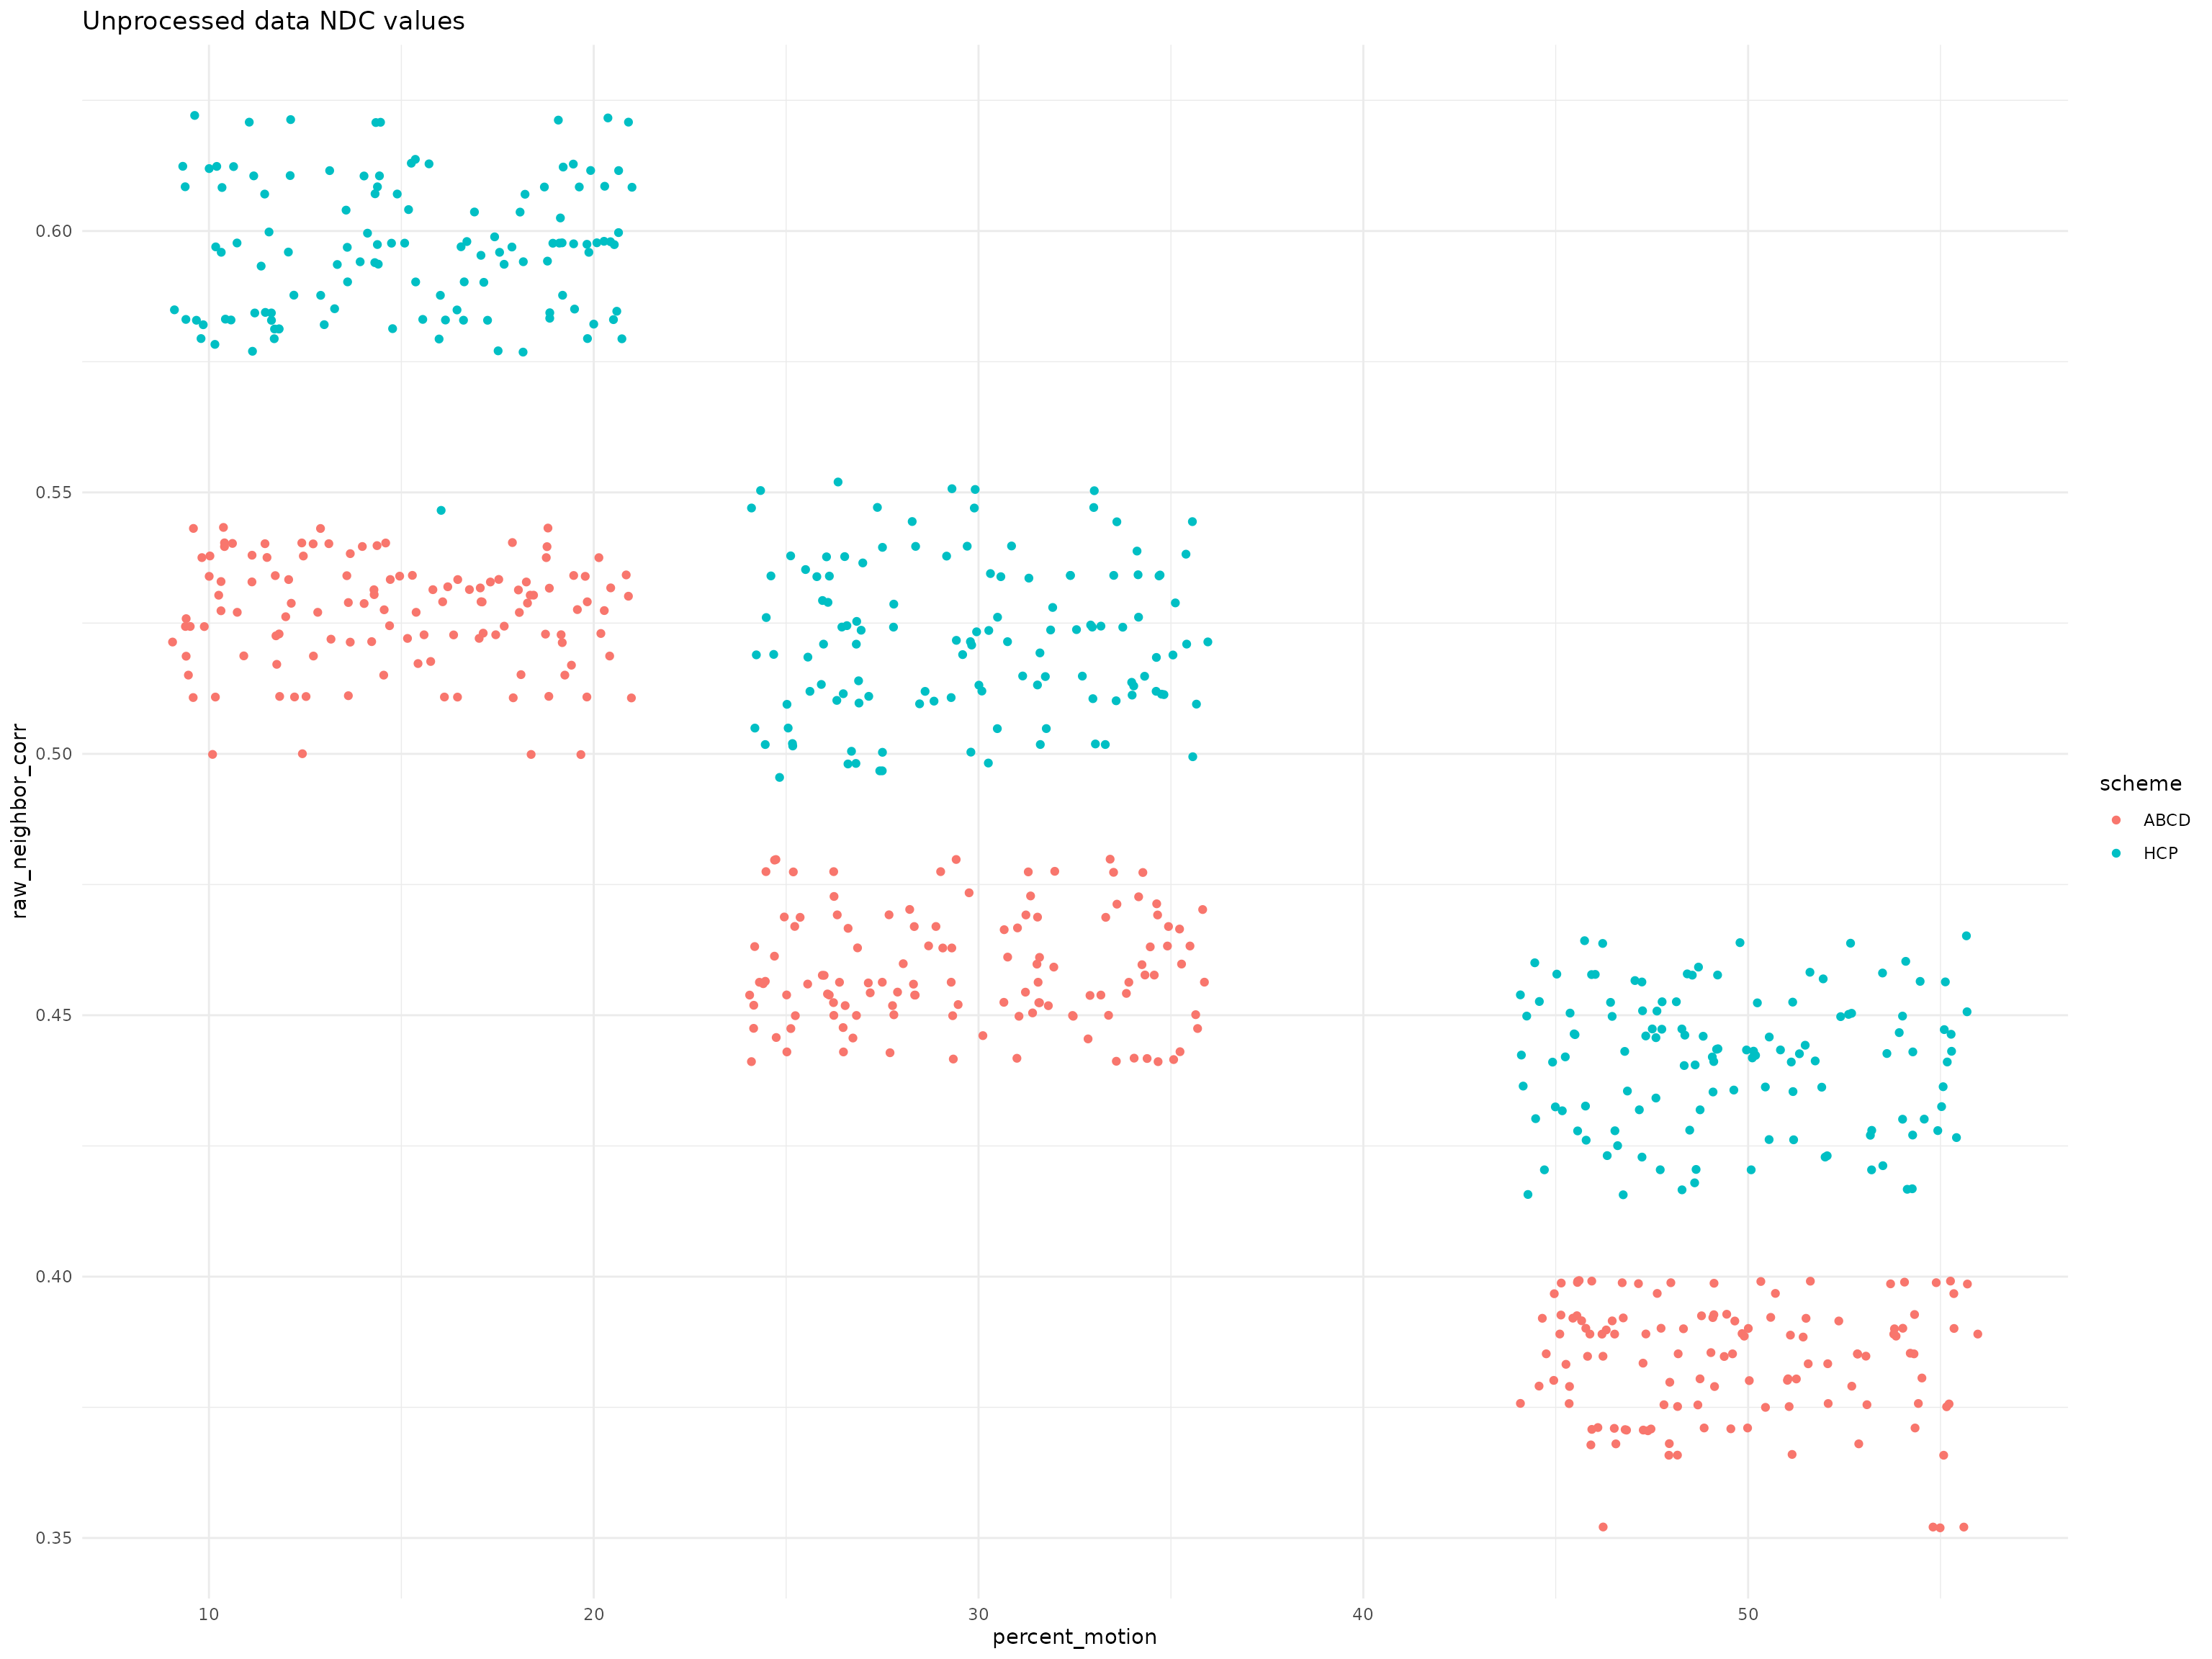 Unprocessed data NDC values
raw_neighbor_corr
0.60
0.55
0.50
0.45
0.40
0.35
10 20 30 40 50
percent_motion
scheme
ABCD
HCP